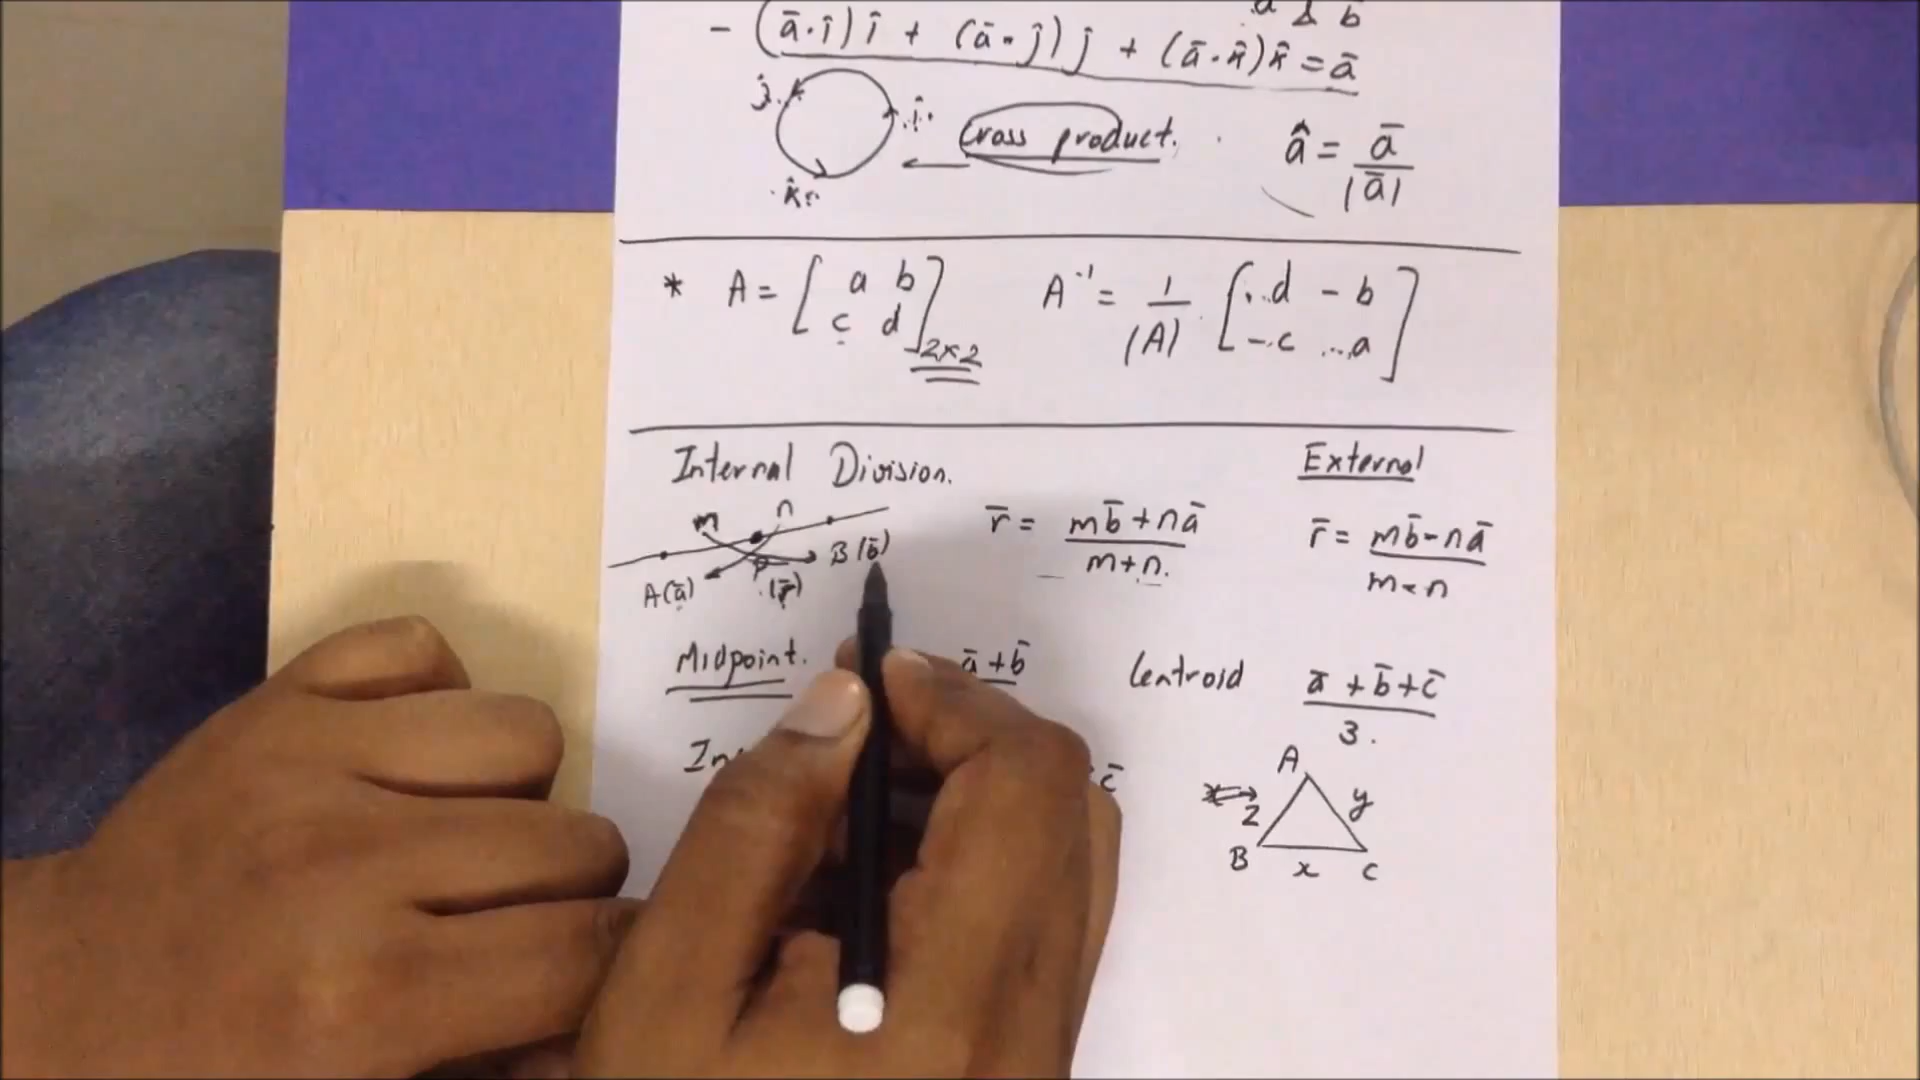 ā & b̄
- (ā·î) î + (ā·ĵ) ĵ + (ā·k̂) k̂ = ā
ĵ
î
k̂
Cross product.
â = ā / |ā|
* A = [ a b
c d ] 2×2
A⁻¹ = 1/|A| [ d -b
-c a ]
Internal Division.
m n
A(ā) P (r̄) B(b̄)
r̄ = mb̄ + nā
m + n
External
r̄ = mb̄ - nā
m - n
Midpoint. ā + b̄
Centroid ā + b̄ + c̄
3
c̄
A
z y
B x C